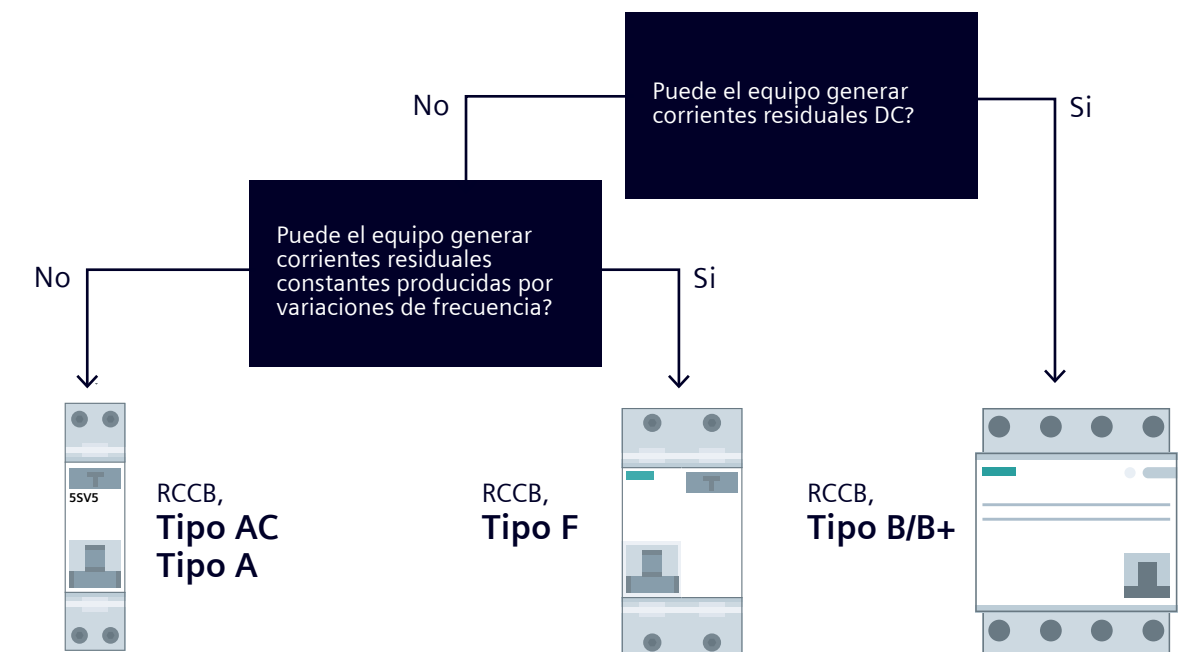 Puede el equipo generar
corrientes residuales DC?
No
Si
Puede el equipo generar
corrientes residuales
constantes producidas por
variaciones de frecuencia?
No
Si
5SV5
RCCB,
Tipo AC
Tipo A
RCCB,
Tipo F
RCCB,
Tipo B/B+